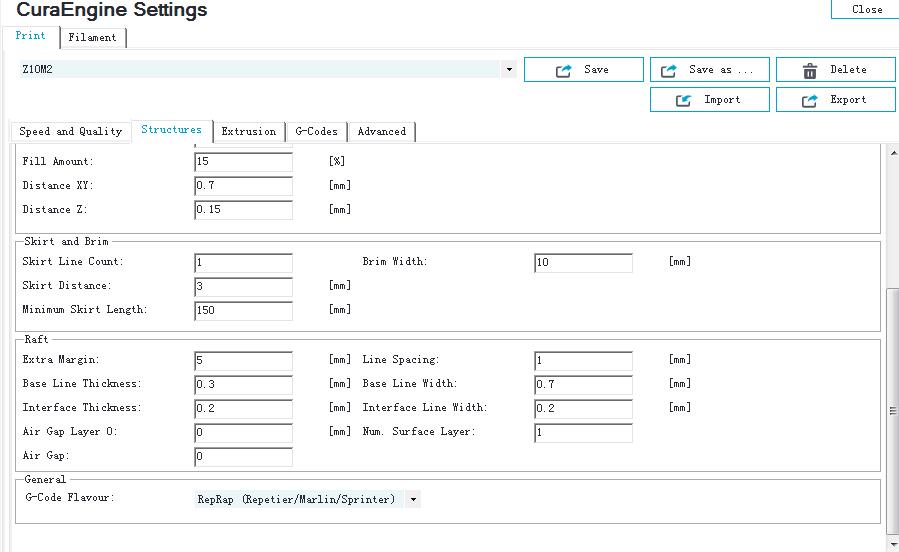 CuraEngine Settings
Close
Print Filament
Z10M2
Save Save as ... Delete
Import Export
Speed and Quality Structures Extrusion G-Codes Advanced
Fill Amount: 15 [%]
Distance XY: 0.7 [mm]
Distance Z: 0.15 [mm]
Skirt and Brim
Skirt Line Count: 1 Brim Width: 10 [mm]
Skirt Distance: 3 [mm]
Minimum Skirt Length: 150 [mm]
Raft
Extra Margin: 5 [mm] Line Spacing: 1 [mm]
Base Line Thickness: 0.3 [mm] Base Line Width: 0.7 [mm]
Interface Thickness: 0.2 [mm] Interface Line Width: 0.2 [mm]
Air Gap Layer 0: 0 [mm] Num. Surface Layer: 1
Air Gap: 0
General
G-Code Flavour: RepRap (Repetier/Marlin/Sprinter)